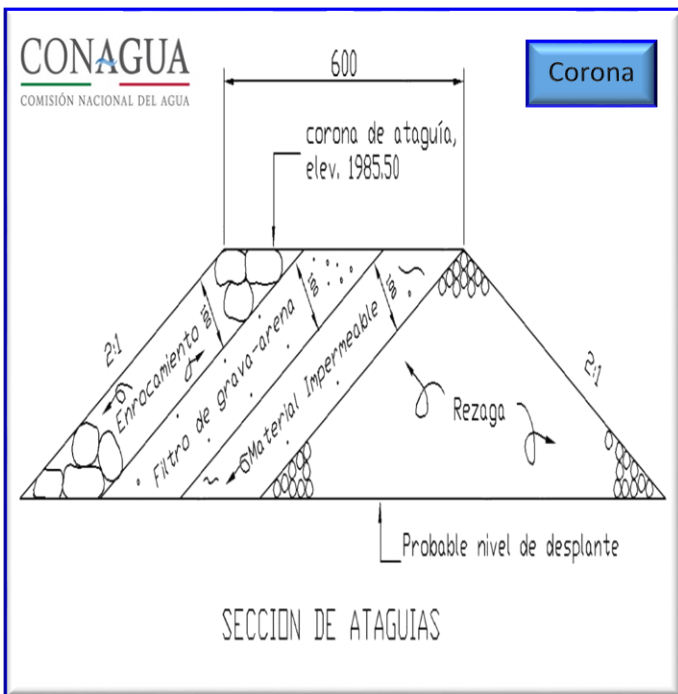 CONAGUA
COMISIÓN NACIONAL DEL AGUA
Corona
600
corona de ataguía,
elev. 1985.50
2:1
Enrocamiento
100
Filtro de grava-arena
100
Material Impermeable
100
Rezaga
2:1
Probable nivel de desplante
SECCION DE ATAGUIAS